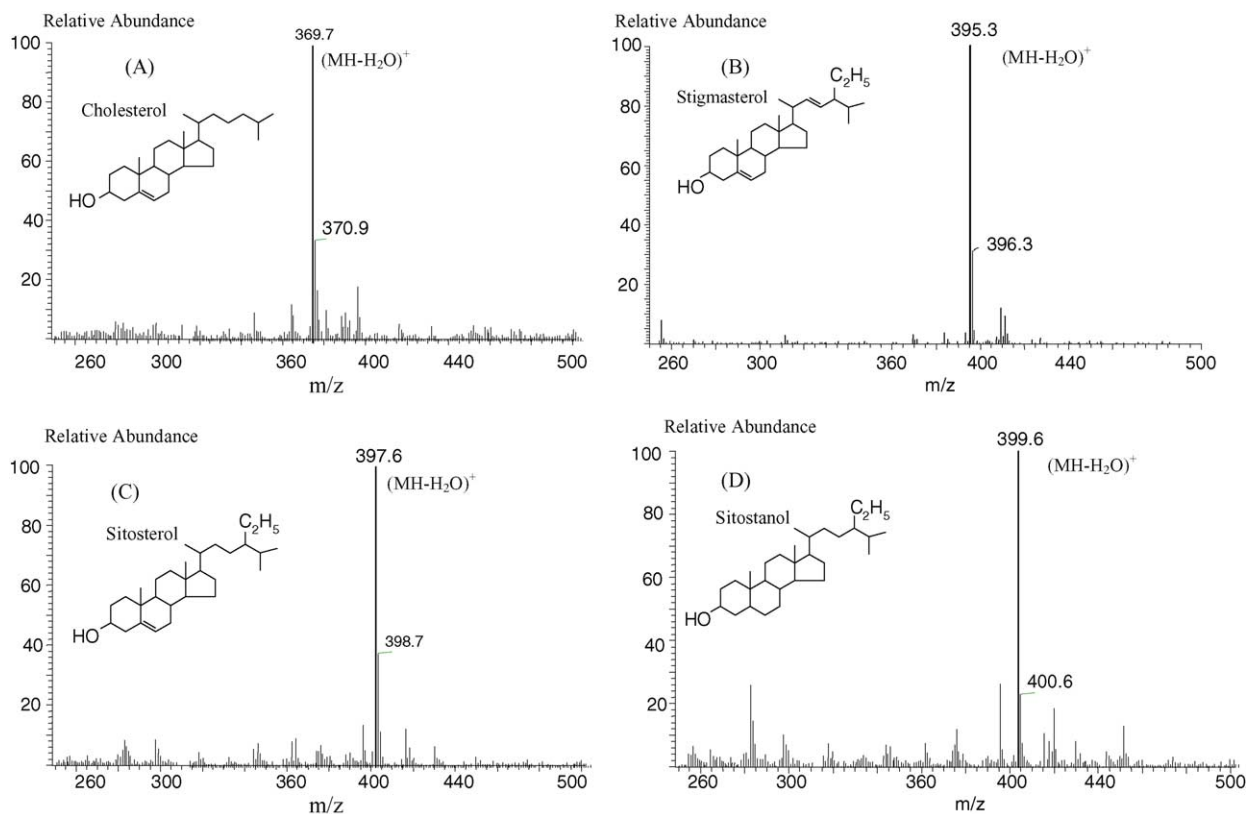 Relative Abundance
369.7
(MH-H₂O)⁺
(A)
Cholesterol
HO
370.9
100
80
60
40
20
260 300 360 400 440 500
m/z
Relative Abundance
395.3
(MH-H₂O)⁺
(B)
C₂H₅
Stigmasterol
HO
396.3
100
80
60
40
20
260 300 360 400 440 500
m/z
Relative Abundance
397.6
(MH-H₂O)⁺
(C)
C₂H₅
Sitosterol
HO
398.7
100
80
60
40
20
260 300 360 400 440 500
m/z
Relative Abundance
399.6
(MH-H₂O)⁺
(D)
C₂H₅
Sitostanol
HO
400.6
100
80
60
40
20
260 300 360 400 440 500
m/z